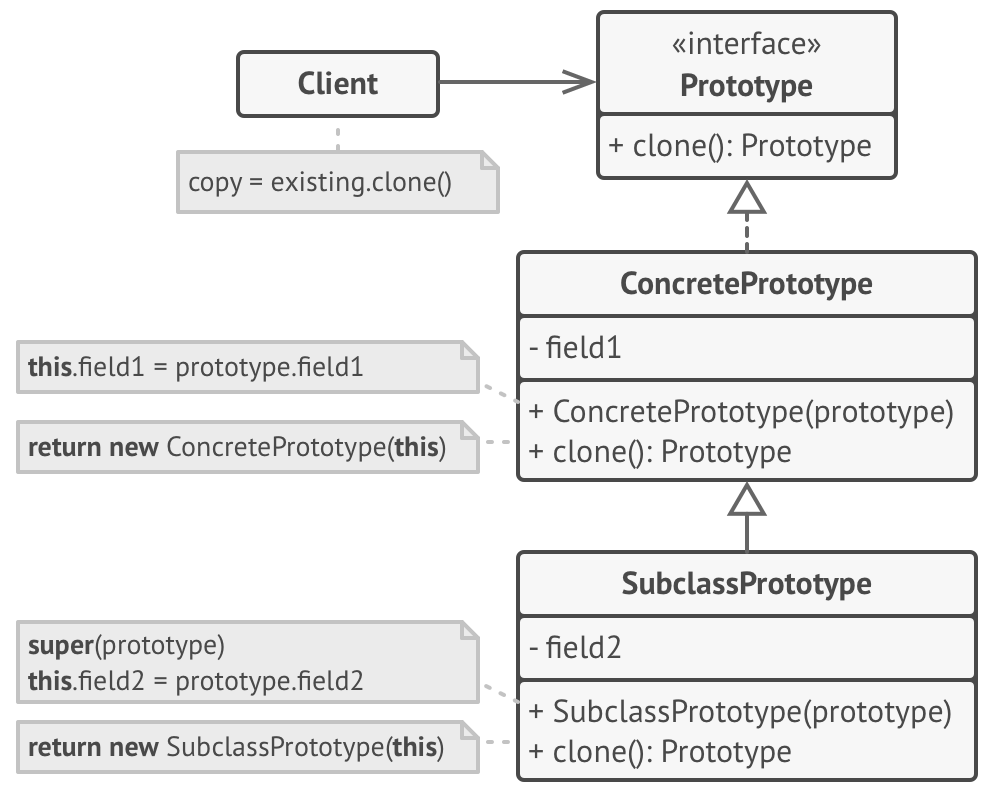 Client
copy = existing.clone()
«interface»
Prototype
+ clone(): Prototype
ConcretePrototype
- field1
+ ConcretePrototype(prototype)
+ clone(): Prototype
this.field1 = prototype.field1
return new ConcretePrototype(this)
SubclassPrototype
- field2
+ SubclassPrototype(prototype)
+ clone(): Prototype
super(prototype)
this.field2 = prototype.field2
return new SubclassPrototype(this)